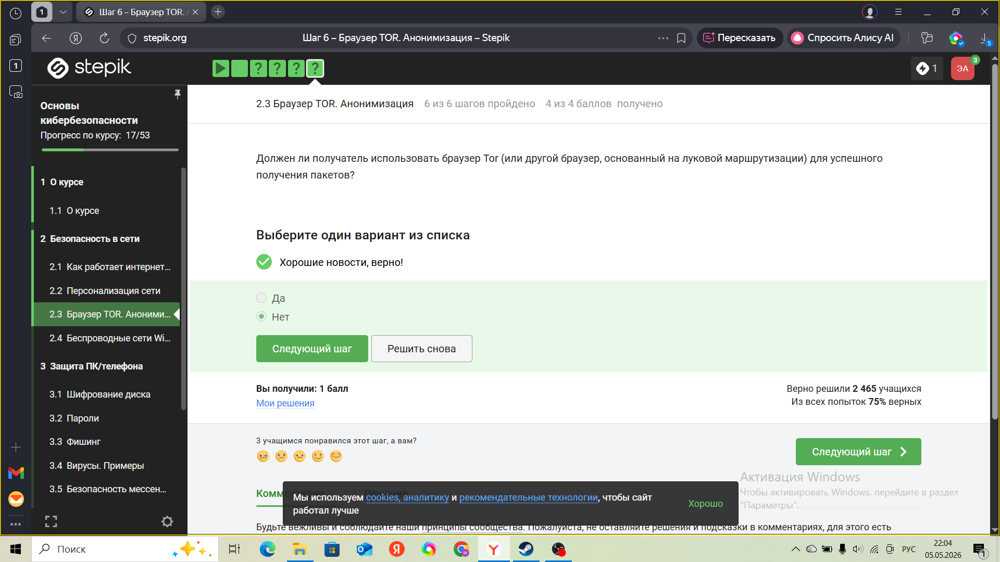 1
Шаг 6 – Браузер TOR. А
stepik.org
Шаг 6 – Браузер TOR. Анонимизация – Stepik
Пересказать
Спросить Алису AI
5
1
stepik
? ? ? ?
1
ЭА
3
Основы кибербезопасности
Прогресс по курсу: 17/53
1 О курсе
1.1 О курсе
2 Безопасность в сети
2.1 Как работает интернет...
2.2 Персонализация сети
2.3 Браузер TOR. Аноними...
2.4 Беспроводные сети Wi...
3 Защита ПК/телефона
3.1 Шифрование диска
3.2 Пароли
3.3 Фишинг
3.4 Вирусы. Примеры
3.5 Безопасность мессен...
2.3 Браузер TOR. Анонимизация 6 из 6 шагов пройдено 4 из 4 баллов получено
Должен ли получатель использовать браузер Tor (или другой браузер, основанный на луковой маршрутизации) для успешного
получения пакетов?
Выберите один вариант из списка
Хорошие новости, верно!
Да
Нет
Следующий шаг
Решить снова
Вы получили: 1 балл
Мои решения
Верно решили 2 465 учащихся
Из всех попыток 75% верных
3 учащимся понравился этот шаг, а вам?
Следующий шаг
Активация Windows
Чтобы активировать Windows, перейдите в раздел
"Параметры".
Комментарии 1 Решение
Мы используем cookies, аналитику и рекомендательные технологии, чтобы сайт
работал лучше
Хорошо
Будьте вежливы и соблюдайте наши принципы сообщества. Пожалуйста, не оставляйте решения и подсказки в комментариях, для этого есть
Поиск
РУС
22:04
05.05.2026
1